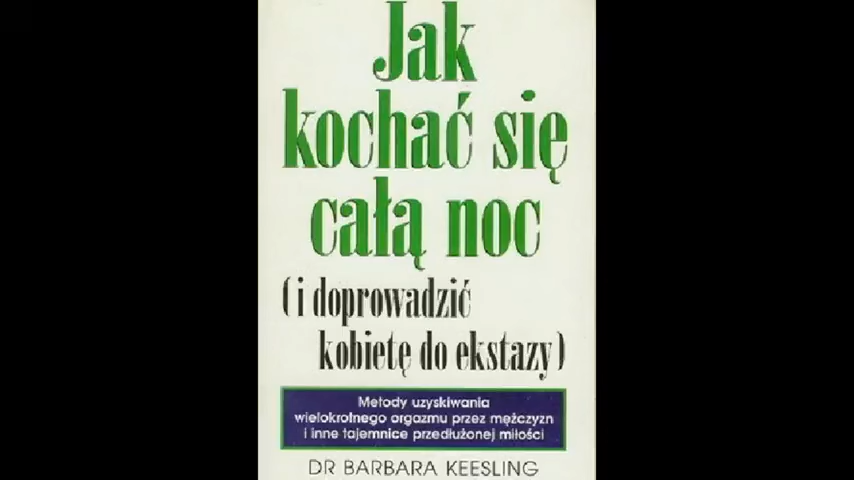 Jak
kochać się
całą noc
(i doprowadzić
kobietę do ekstazy)
Metody uzyskiwania
wielokrotnego orgazmu przez mężczyzn
i inne tajemnice przedłużonej miłości
DR BARBARA KEESLING